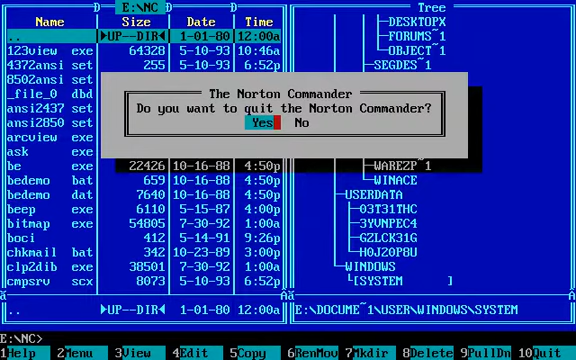 E:\NC
Name Size Date Time
.. ►UP--DIR◄ 1-01-80 12:00a
123view exe 64328 5-10-93 10:46a
4372ansi set 255 5-10-93 6:52p
8502ansi set
_file_0 dbd
ansi2437 set
ansi2850 set
arcview exe
ask exe
be exe 22426 10-16-88 4:50p
bedemo bat 659 10-16-88 4:50p
bedemo dat 7640 10-16-88 4:50p
beep exe 6110 5-15-87 4:00p
bitmap exe 54805 7-30-92 1:00a
boci 412 5-14-91 9:26p
chkmail bat 342 10-23-89 3:00p
clp2dib exe 38501 7-30-92 1:00a
cmpsrv scx 8073 5-10-93 6:52p
.. ►UP--DIR◄ 1-01-80 12:00a
The Norton Commander
Do you want to quit the Norton Commander?
Yes No
Tree
DESKTOPX
FORUMS~1
OBJECT~1
SEGDES~1
WAREZP~1
WINACE
USERDATA
03T31THC
3YVNPEC4
GZLCK31G
H0JZ0P8U
WINDOWS
[SYSTEM ]
E:\DOCUME~1\USER\WINDOWS\SYSTEM
E:\NC>
1Help 2Menu 3View 4Edit 5Copy 6RenMov 7Mkdir 8Delete 9PullDn 10Quit